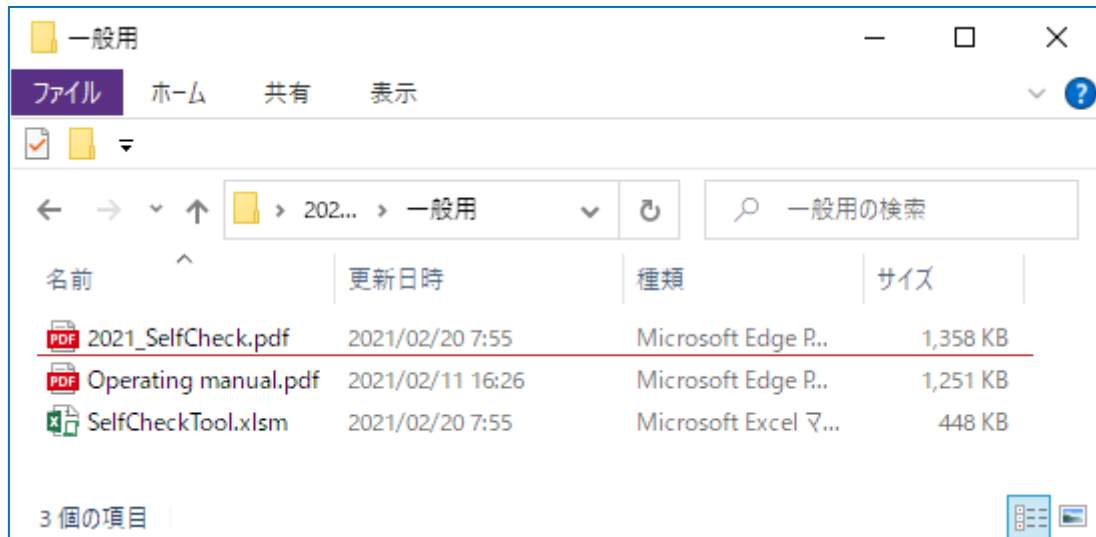 一般用
ファイル ホーム 共有 表示
202... 一般用 一般用の検索
名前 更新日時 種類 サイズ
2021_SelfCheck.pdf 2021/02/20 7:55 Microsoft Edge P... 1,358 KB
Operating manual.pdf 2021/02/11 16:26 Microsoft Edge P... 1,251 KB
SelfCheckTool.xlsm 2021/02/20 7:55 Microsoft Excel マ... 448 KB
3 個の項目